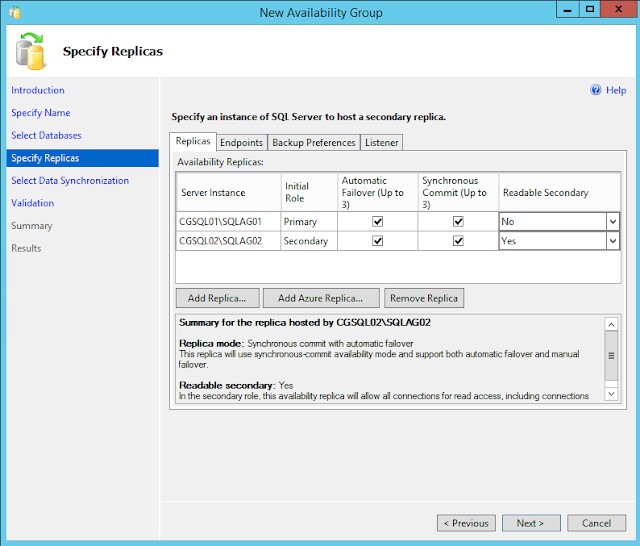 New Availability Group
Specify Replicas
Introduction
Specify Name
Select Databases
Specify Replicas
Select Data Synchronization
Validation
Summary
Results
Help
Specify an instance of SQL Server to host a secondary replica.
Replicas Endpoints Backup Preferences Listener
Availability Replicas:
Server Instance Initial Role Automatic Failover (Up to 3) Synchronous Commit (Up to 3) Readable Secondary
CGSQL01\SQLAG01 Primary No
CGSQL02\SQLAG02 Secondary Yes
Add Replica... Add Azure Replica... Remove Replica
Summary for the replica hosted by CGSQL02\SQLAG02
Replica mode: Synchronous commit with automatic failover
This replica will use synchronous-commit availability mode and support both automatic failover and manual
failover.
Readable secondary: Yes
In the secondary role, this availability replica will allow all connections for read access, including connections
< Previous Next > Cancel